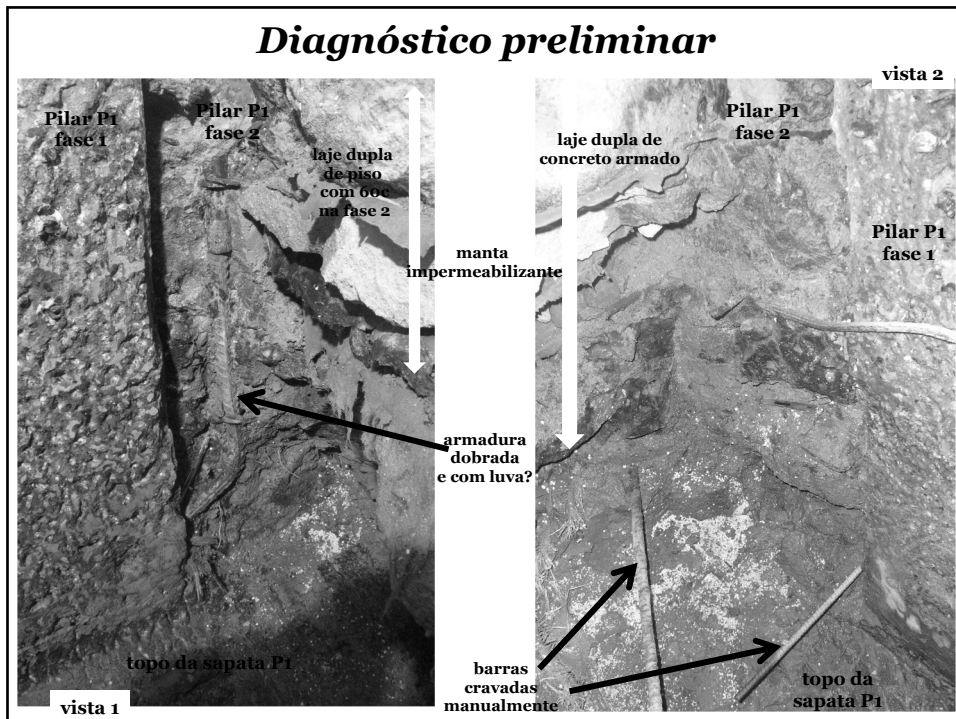 Diagnóstico preliminar
vista 2
Pilar P1
fase 1
Pilar P1
fase 2
laje dupla
de piso
com 60c
na fase 2
manta
impermeabilizante
armadura
dobrada
e com luva?
topo da sapata P1
vista 1
laje dupla de
concreto armado
Pilar P1
fase 2
Pilar P1
fase 1
barras
cravadas
manualmente
topo da
sapata P1